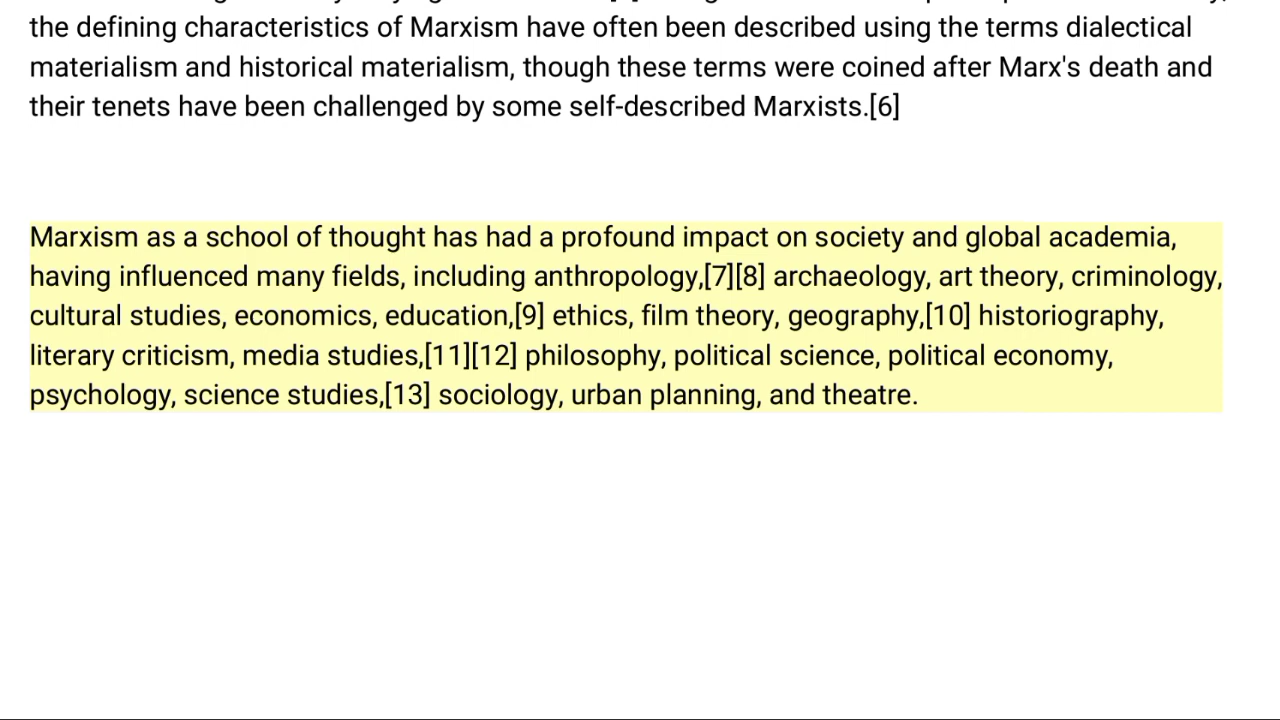 the defining characteristics of Marxism have often been described using the terms dialectical
materialism and historical materialism, though these terms were coined after Marx's death and
their tenets have been challenged by some self-described Marxists.[6]
Marxism as a school of thought has had a profound impact on society and global academia,
having influenced many fields, including anthropology,[7][8] archaeology, art theory, criminology,
cultural studies, economics, education,[9] ethics, film theory, geography,[10] historiography,
literary criticism, media studies,[11][12] philosophy, political science, political economy,
psychology, science studies,[13] sociology, urban planning, and theatre.